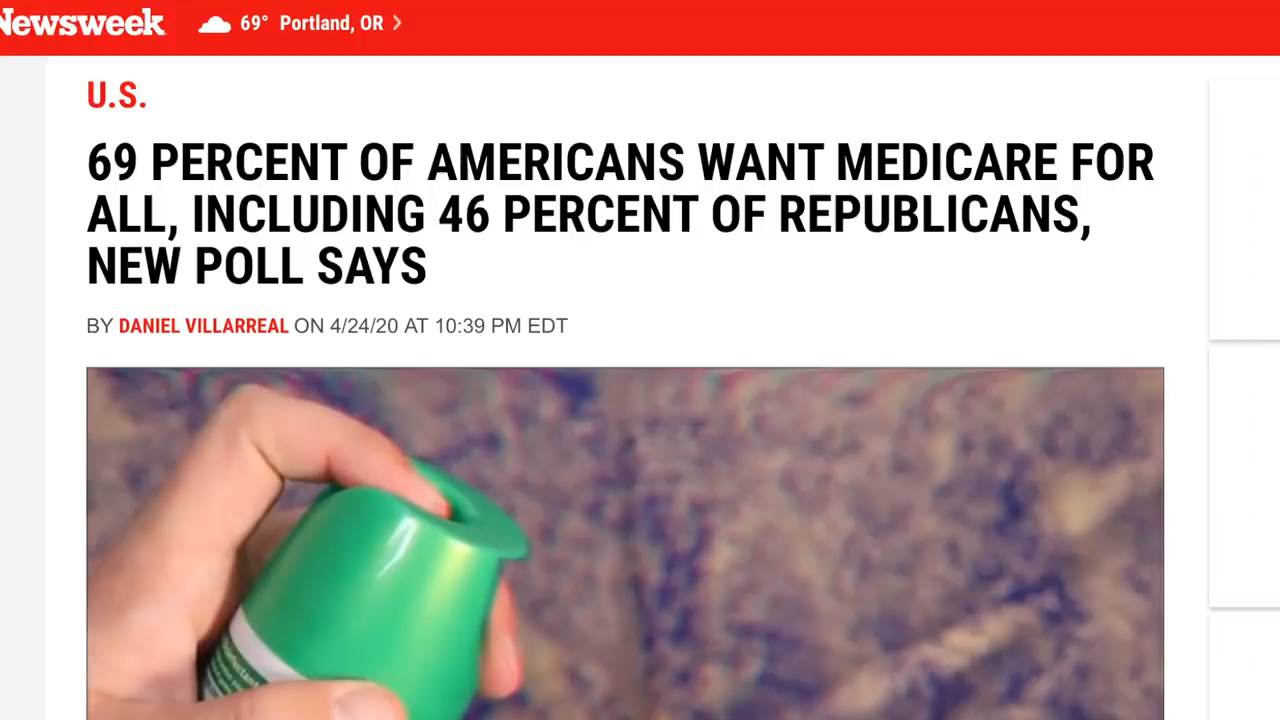 Newsweek 69° Portland, OR >
U.S.
69 PERCENT OF AMERICANS WANT MEDICARE FOR
ALL, INCLUDING 46 PERCENT OF REPUBLICANS,
NEW POLL SAYS
BY DANIEL VILLARREAL ON 4/24/20 AT 10:39 PM EDT